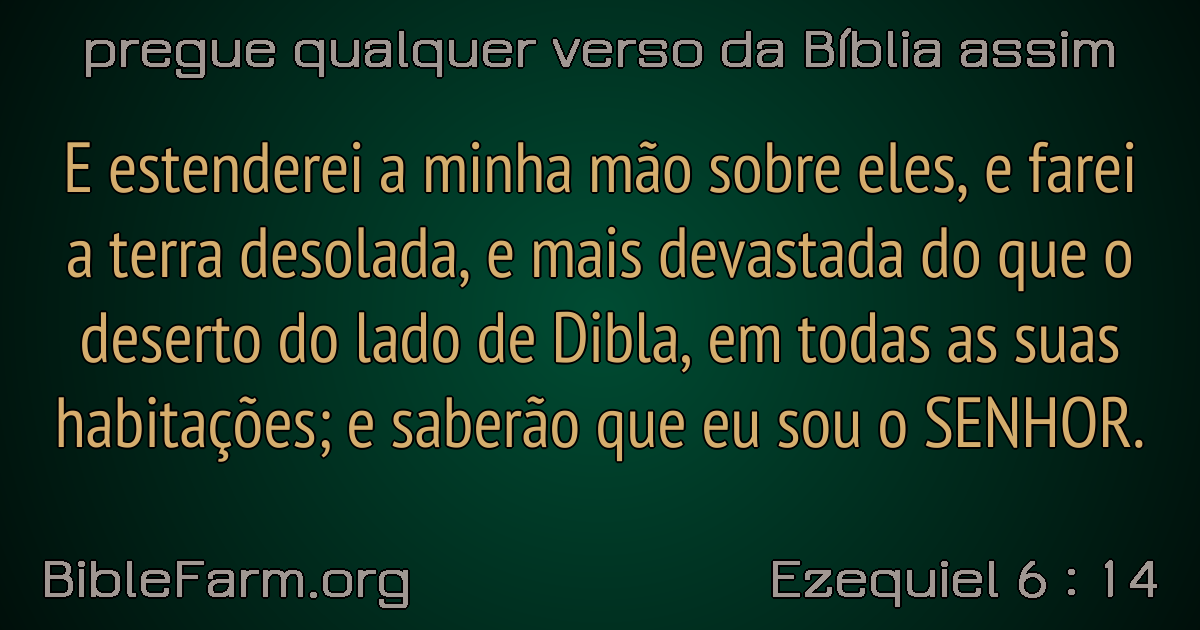 pregue qualquer verso da Bíblia assim
E estenderei a minha mão sobre eles, e farei
a terra desolada, e mais devastada do que o
deserto do lado de Dibla, em todas as suas
habitações; e saberão que eu sou o SENHOR.
BibleFarm.org
Ezequiel 6 : 14